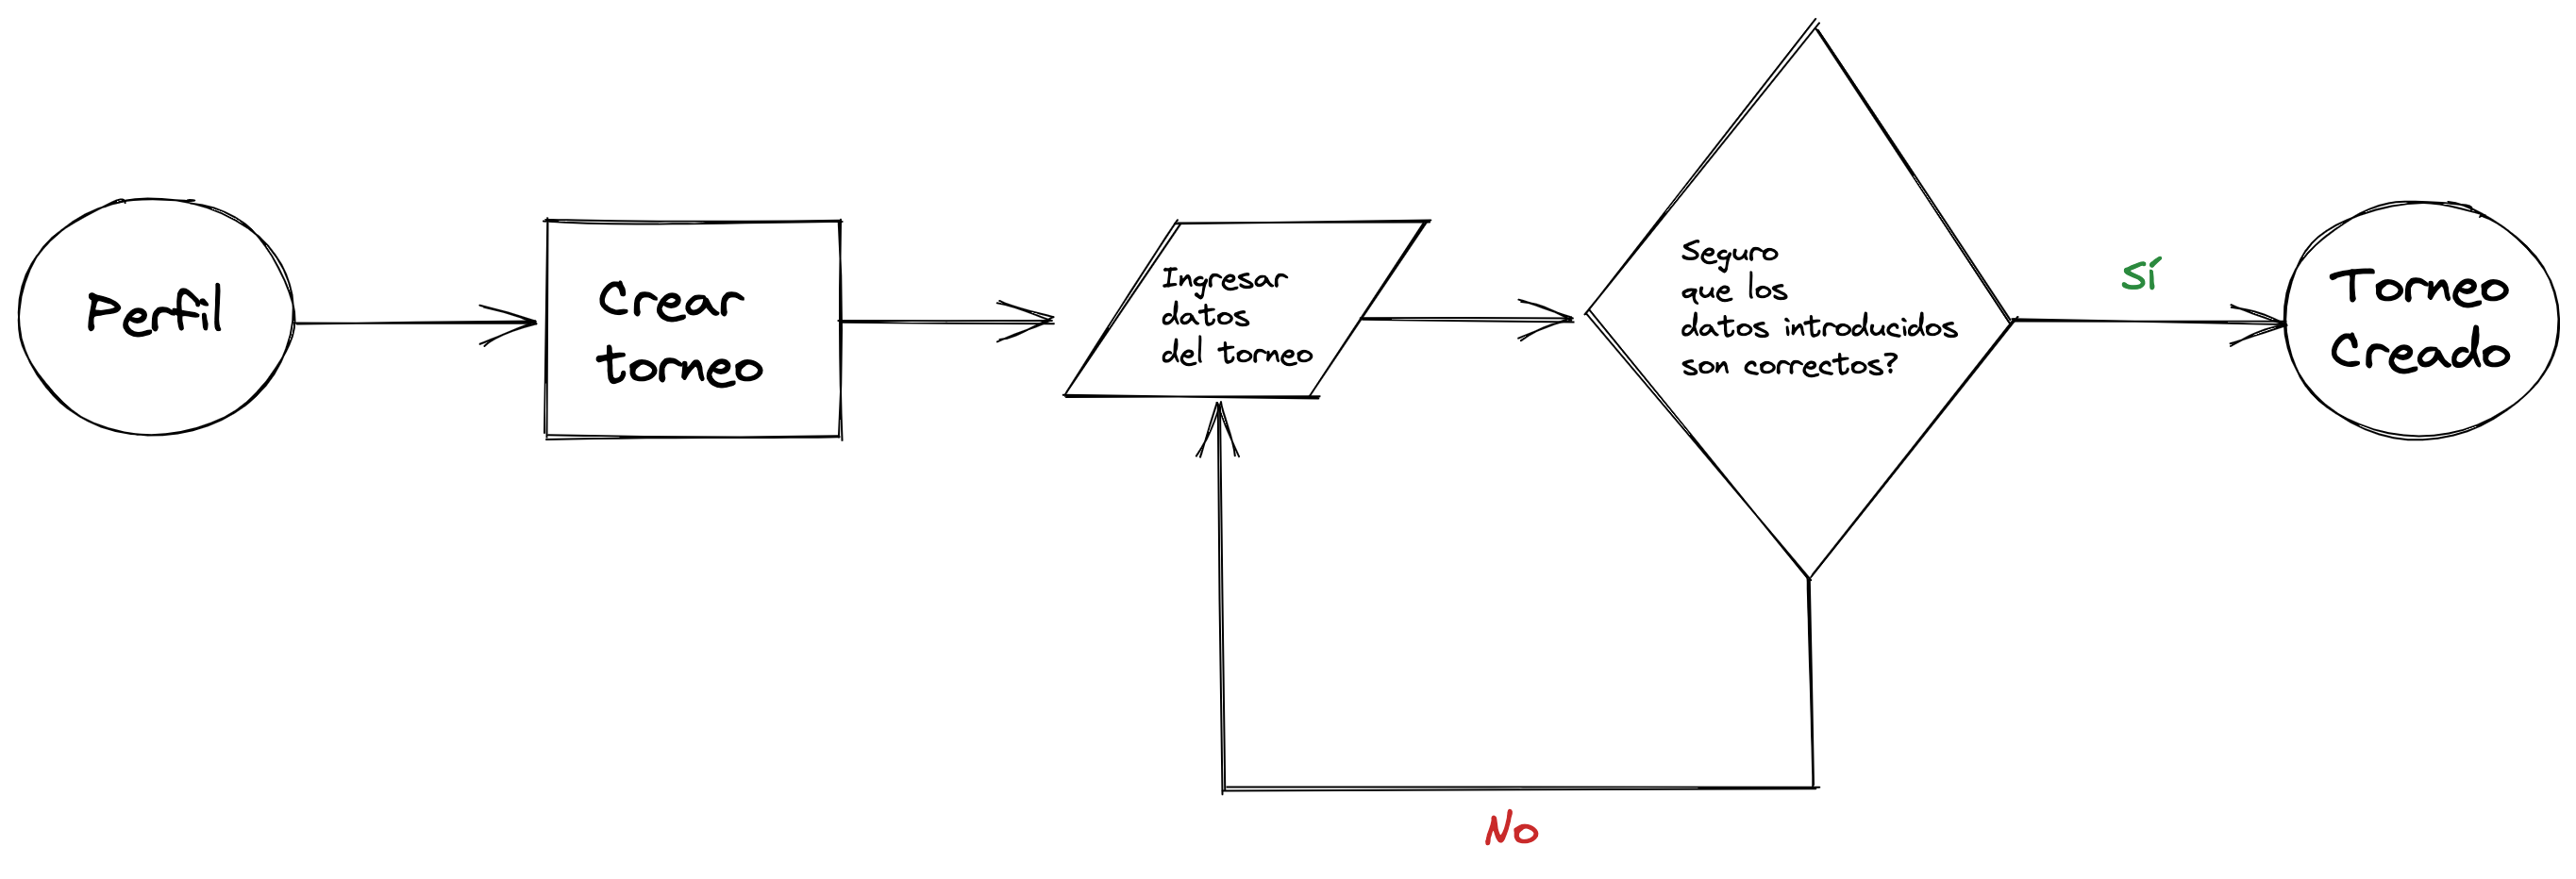 Perfil
Crear
torneo
Ingresar
datos
del torneo
Seguro
que los
datos introducidos
son correctos?
SÍ
Torneo
Creado
No